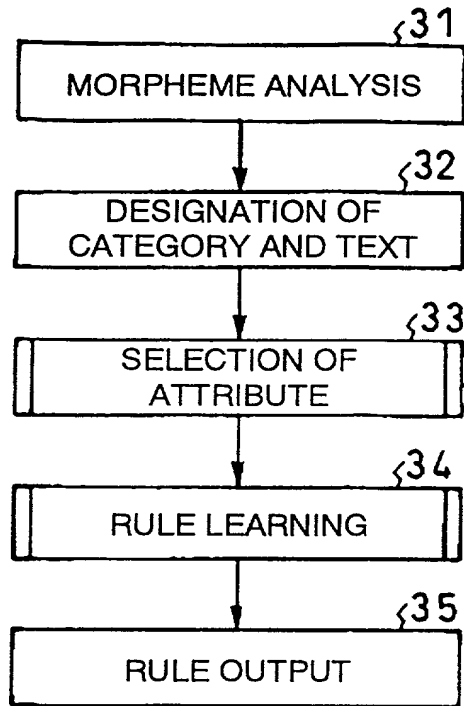 31
MORPHEME ANALYSIS
32
DESIGNATION OF
CATEGORY AND TEXT
33
SELECTION OF
ATTRIBUTE
34
RULE LEARNING
35
RULE OUTPUT